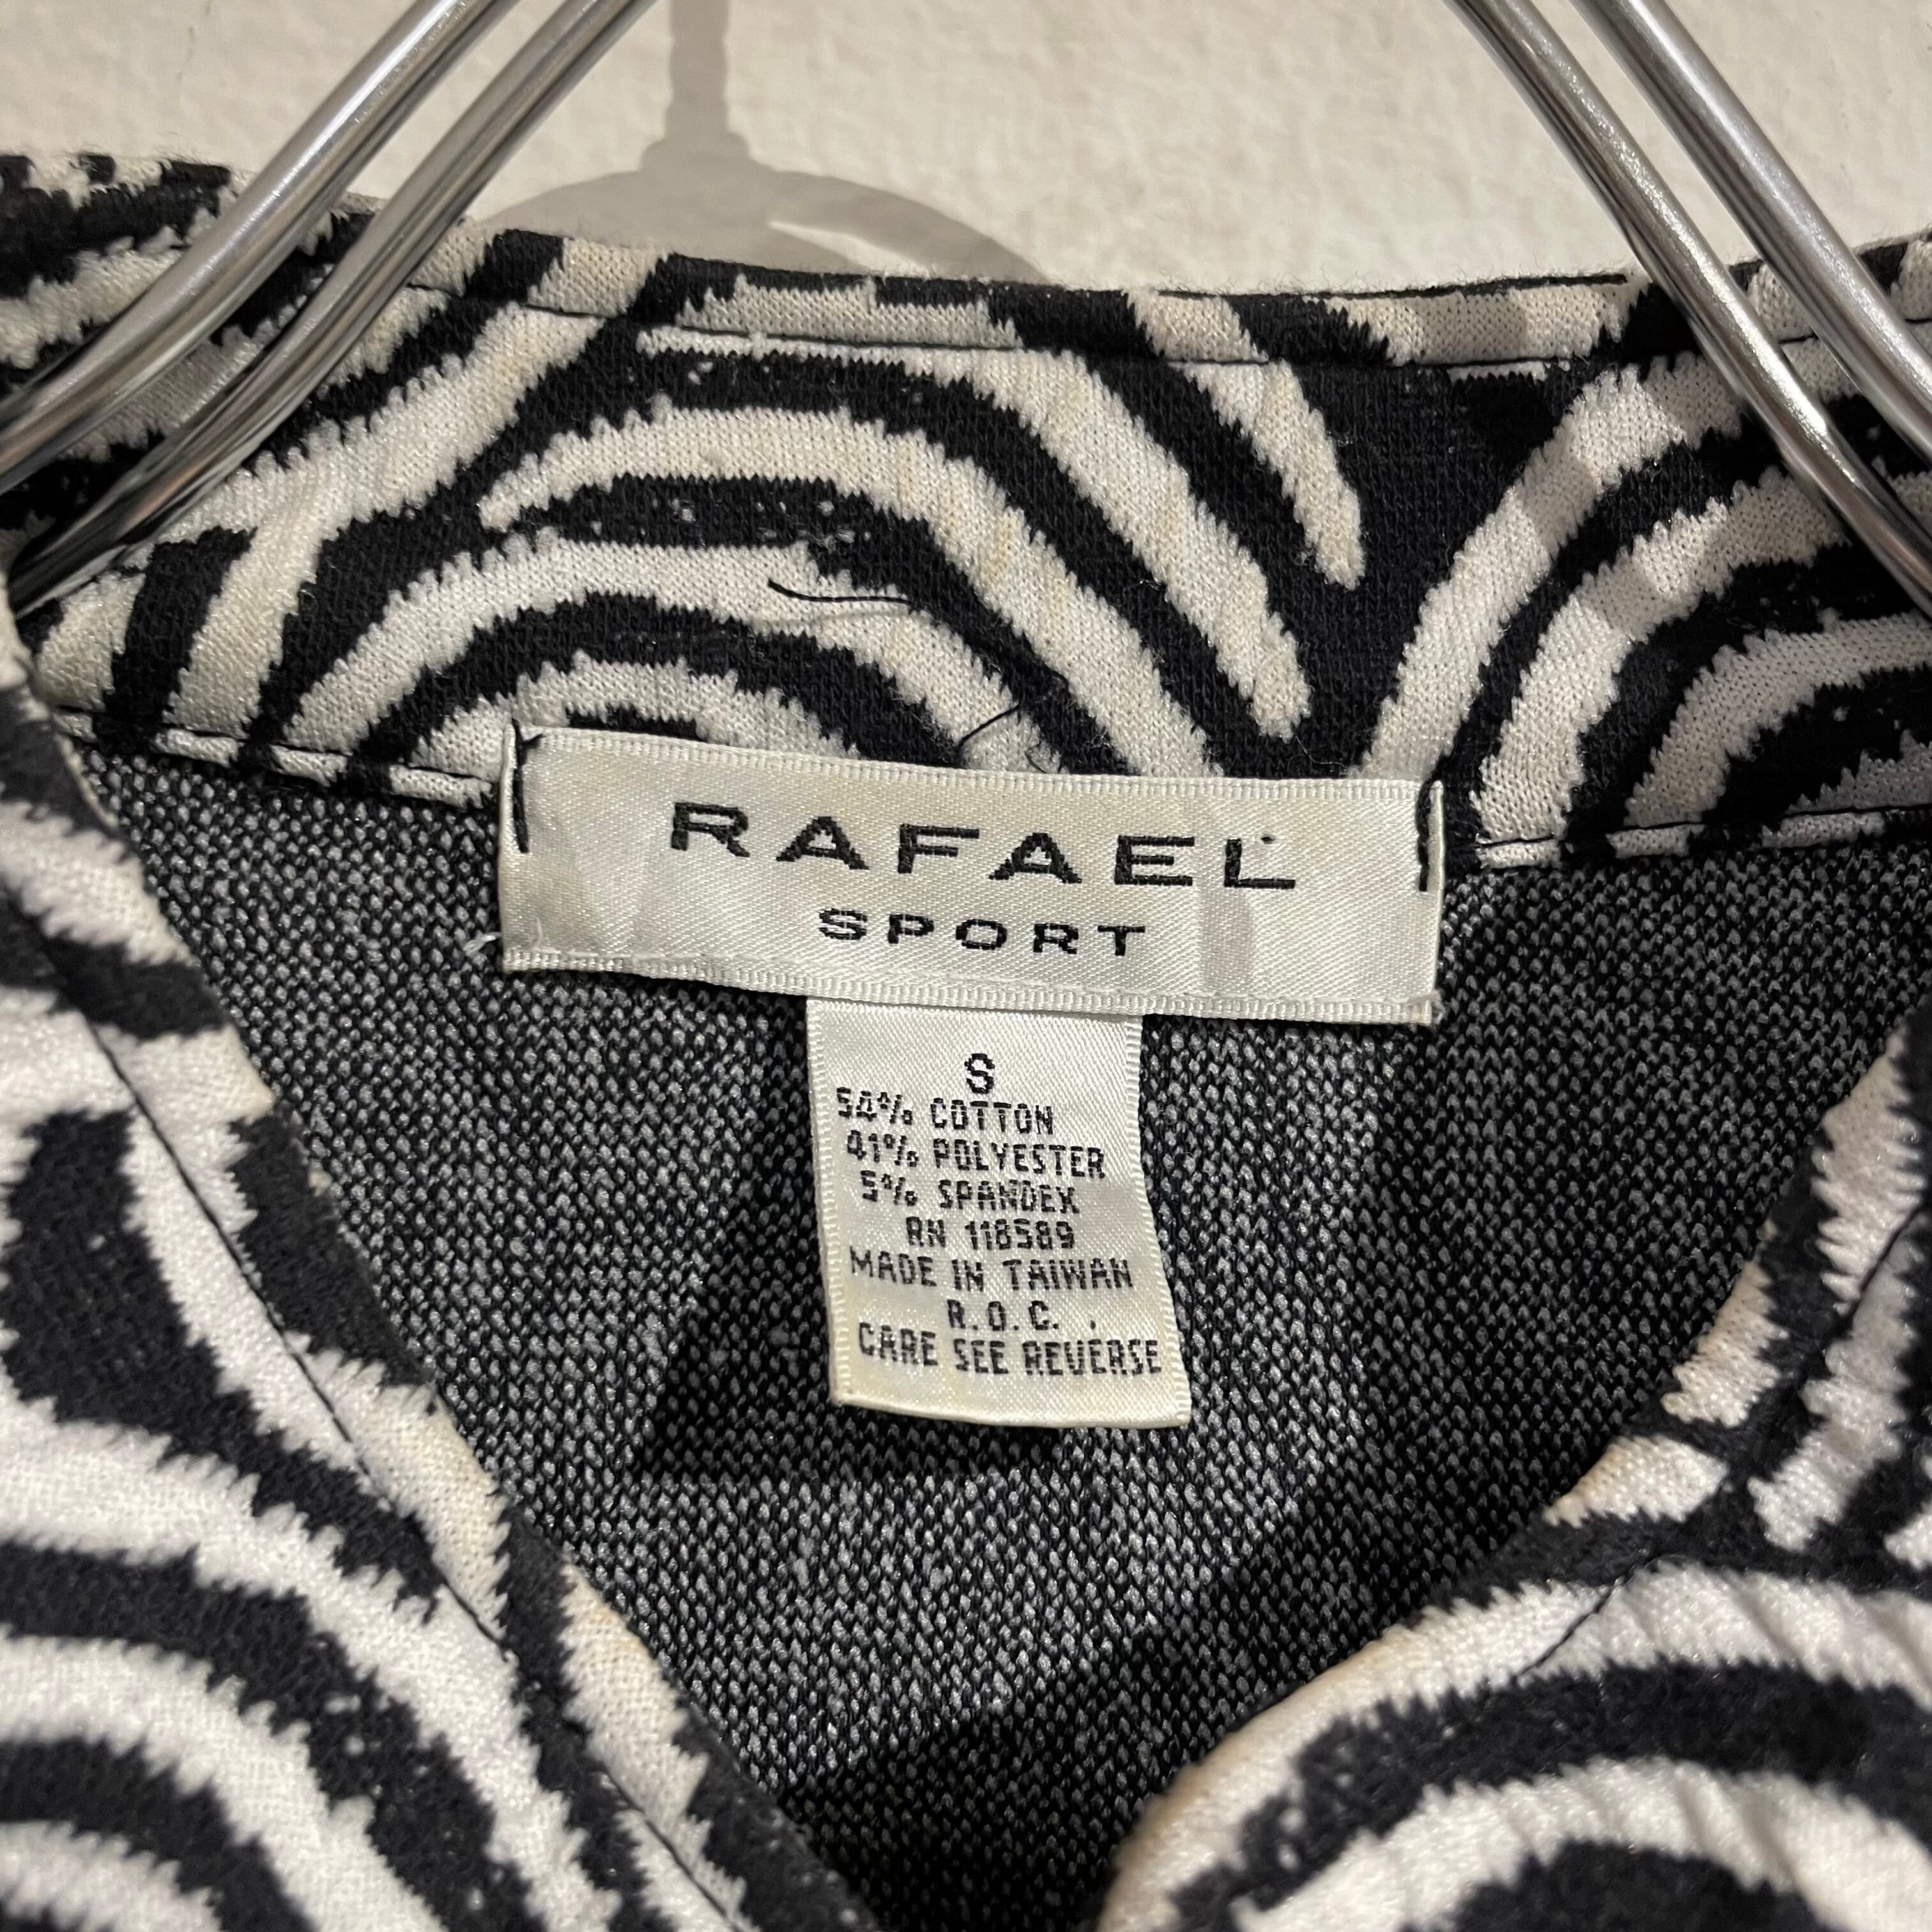 RAFAEL
SPORT
S
54% COTTON
41% POLYESTER
5% SPANDEX
RN 118589
MADE IN TAIWAN
R.O.C.
CARE SEE REVERSE